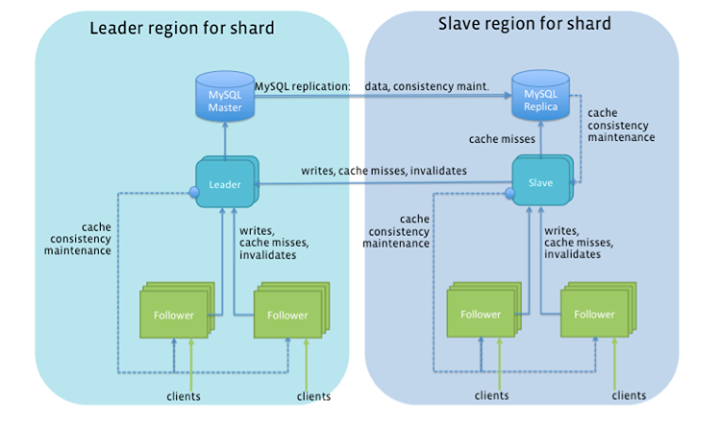 Leader region for shard
Slave region for shard
MySQL
Master
MySQL replication: data, consistency maint.
MySQL
Replica
cache
consistency
maintenance
cache misses
writes, cache misses, invalidates
Leader
Slave
cache
consistency
maintenance
writes,
cache misses,
invalidates
cache
consistency
maintenance
writes,
cache misses,
invalidates
Follower
Follower
Follower
Follower
clients
clients
clients
clients